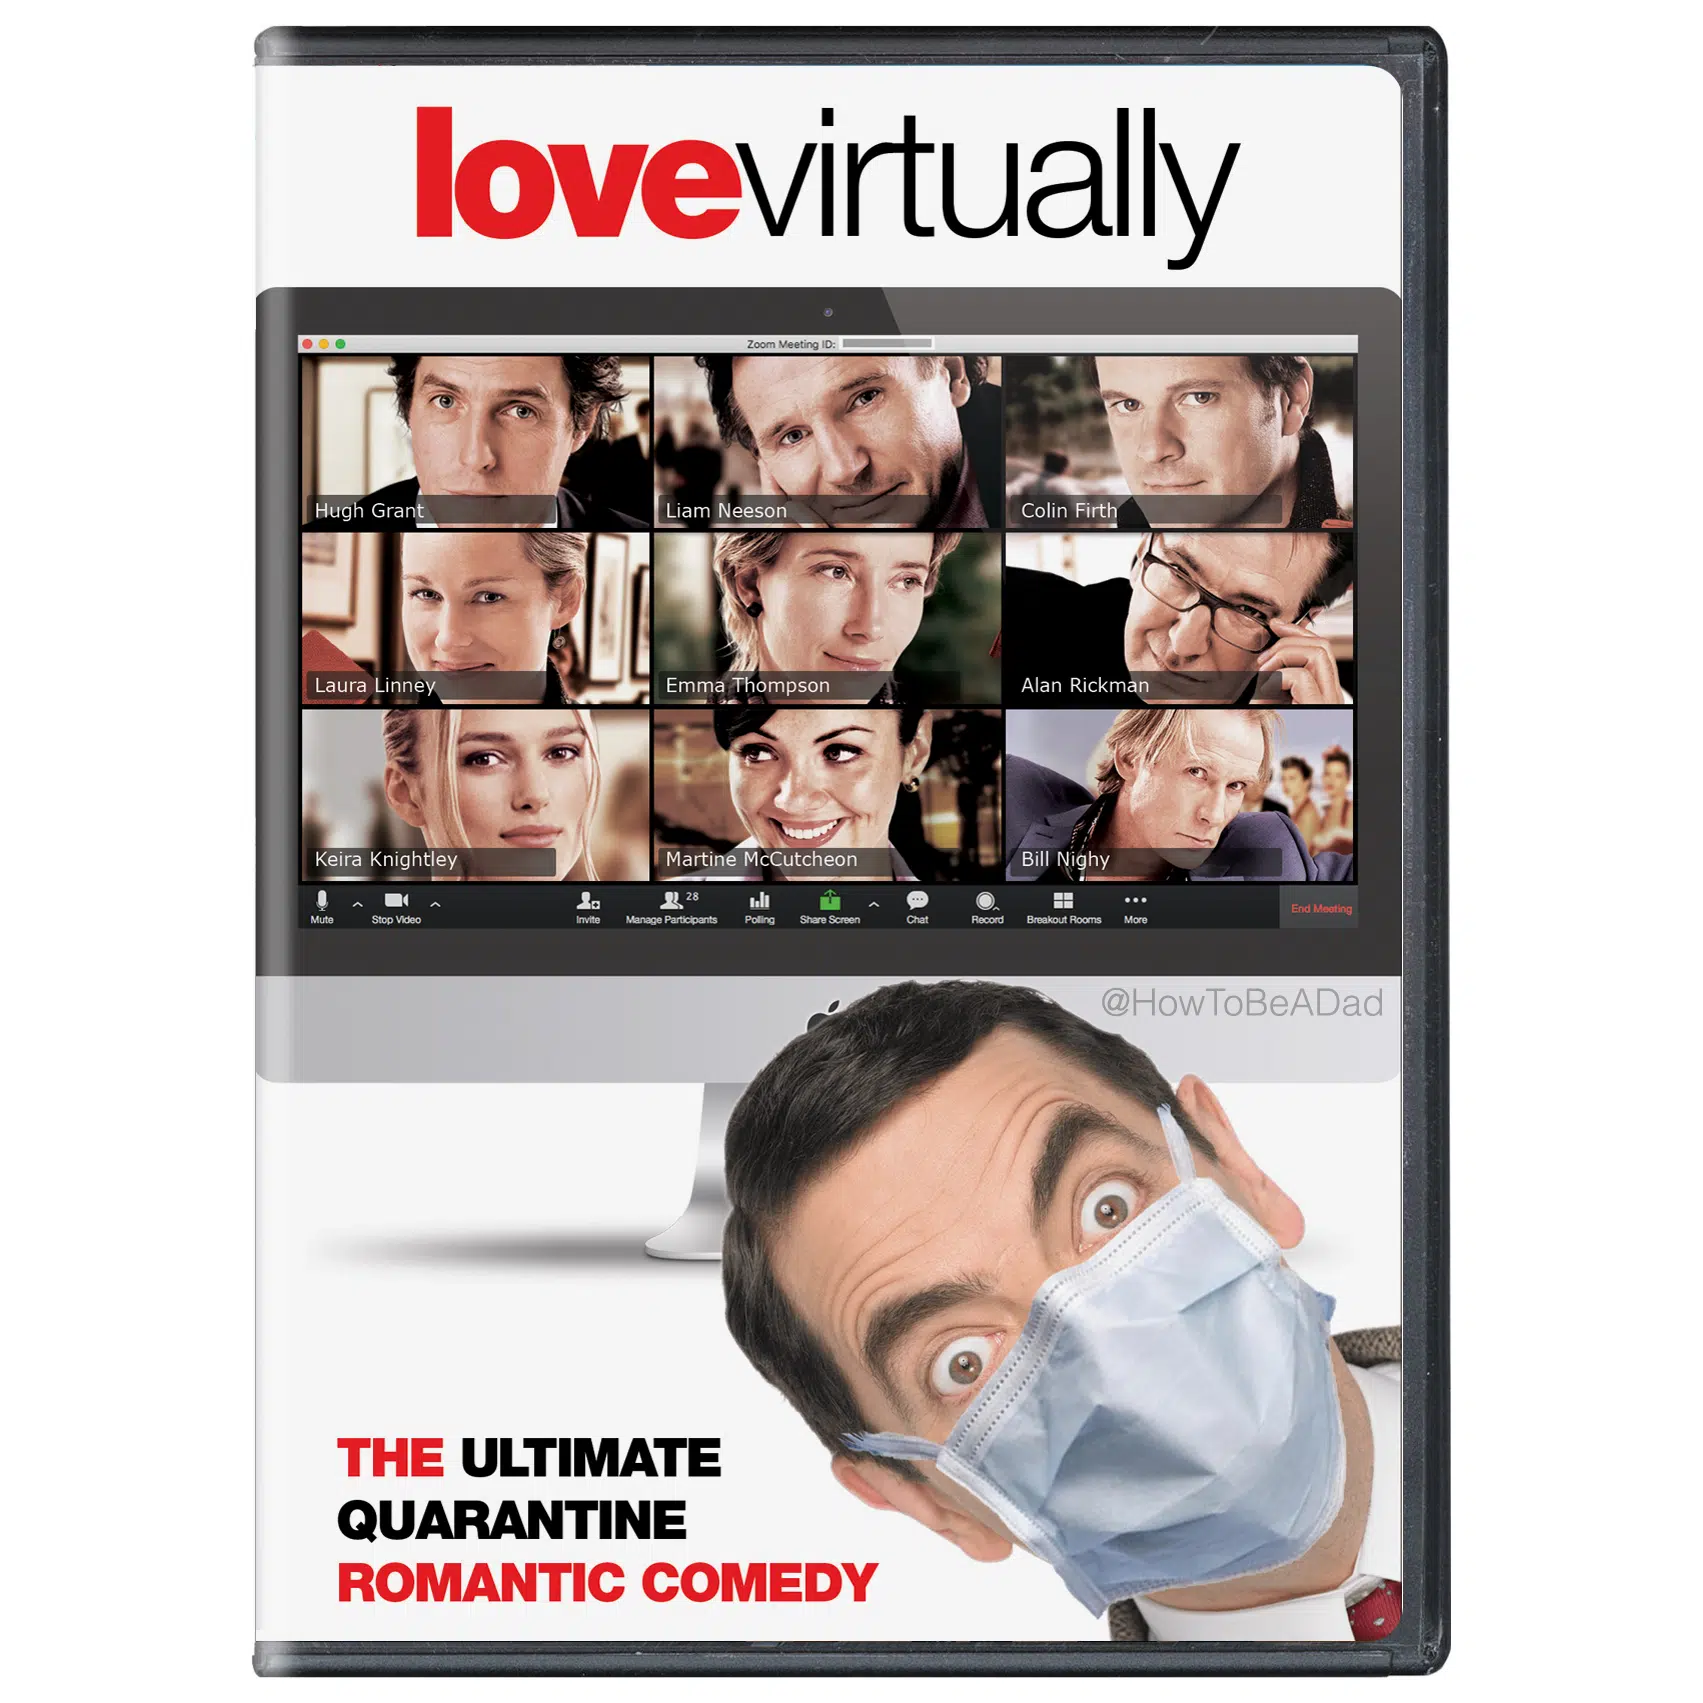 lovevirtually
Zoom Meeting ID:
Hugh Grant
Liam Neeson
Colin Firth
Laura Linney
Emma Thompson
Alan Rickman
Keira Knightley
Martine McCutcheon
Bill Nighy
Mute
Stop Video
Invite
Manage Participants
28
Polling
Share Screen
Chat
Record
Breakout Rooms
More
End Meeting
@HowToBeADad
THE ULTIMATE
QUARANTINE
ROMANTIC COMEDY